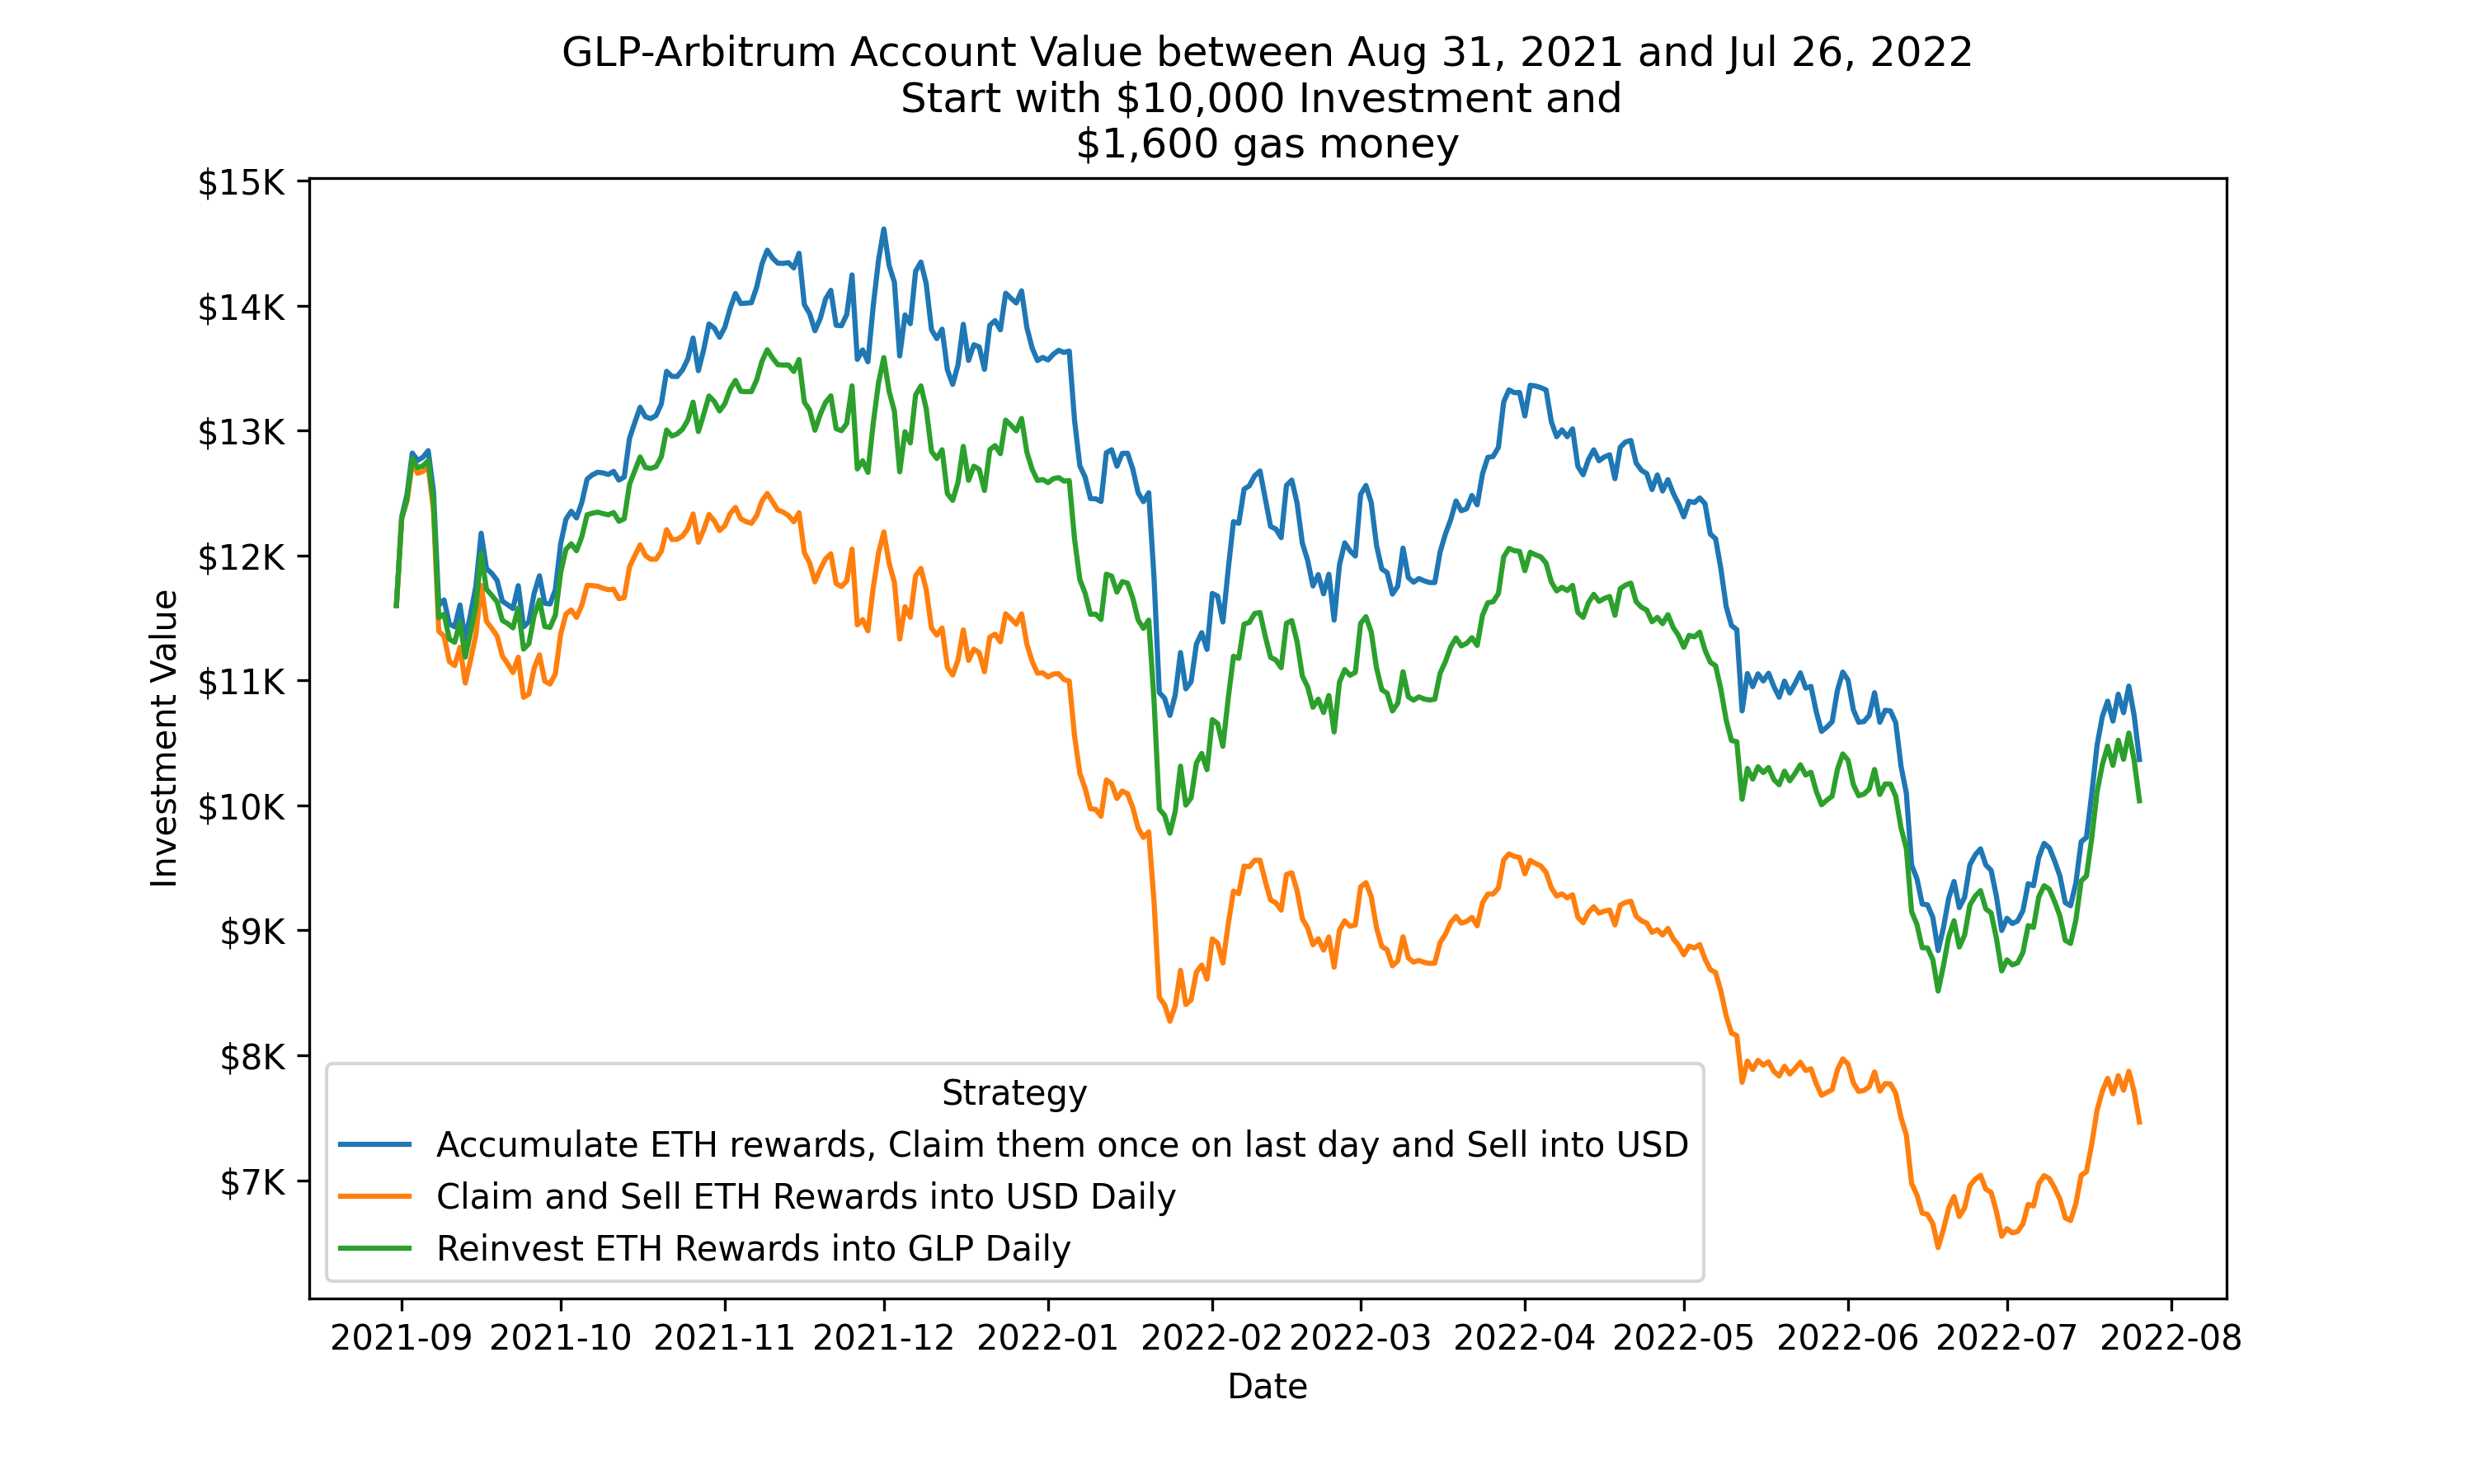 GLP-Arbitrum Account Value between Aug 31, 2021 and Jul 26, 2022
Start with $10,000 Investment and
$1,600 gas money
$15K
$14K
$13K
$12K
$11K
$10K
$9K
$8K
$7K
Investment Value
Strategy
Accumulate ETH rewards, Claim them once on last day and Sell into USD
Claim and Sell ETH Rewards into USD Daily
Reinvest ETH Rewards into GLP Daily
2021-09 2021-10 2021-11 2021-12 2022-01 2022-02 2022-03 2022-04 2022-05 2022-06 2022-07 2022-08
Date